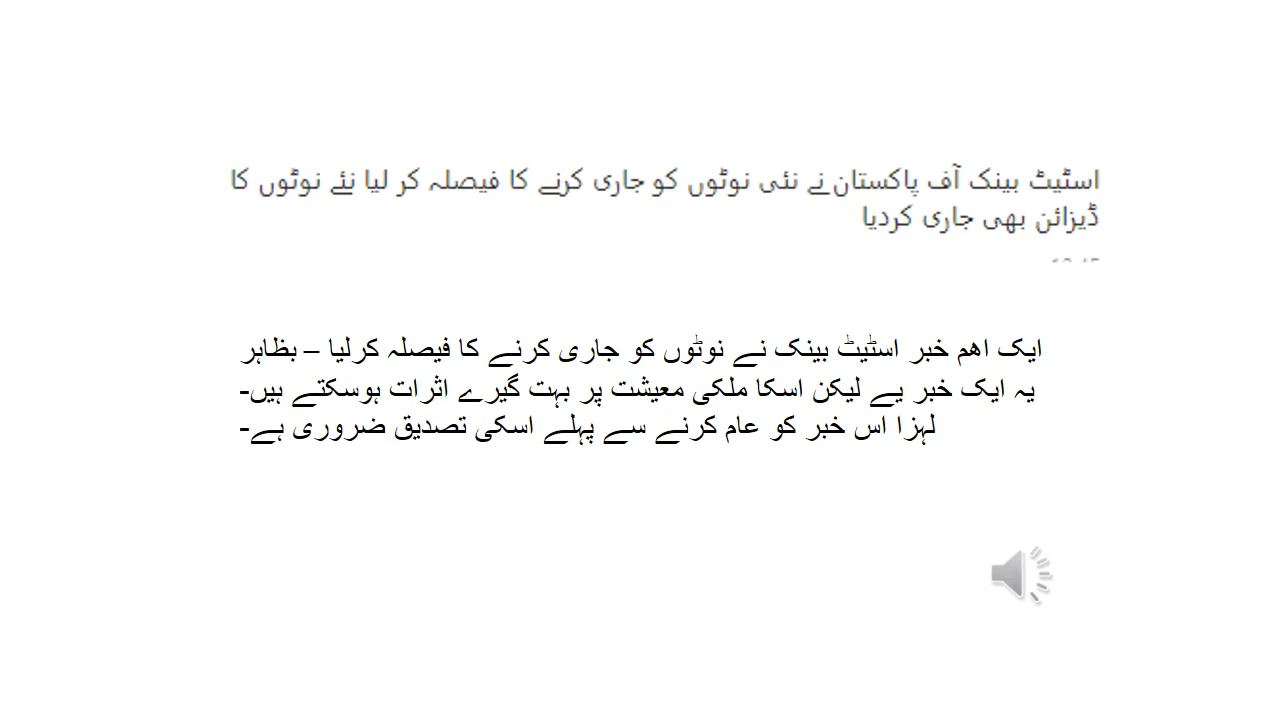 اسٹیٹ بینک آف پاکستان نے نئی نوٹوں کو جاری کرنے کا فیصلہ کر لیا نئے نوٹوں کا
ڈیزائن بھی جاری کردیا
ایک اھم خبر اسٹیٹ بینک نے نوٹوں کو جاری کرنے کا فیصلہ کرلیا – بظاہر
یہ ایک خبر یے لیکن اسکا ملکی معیشت پر بہت گیرے اثرات ہوسکتے ہیں-
لہزا اس خبر کو عام کرنے سے پہلے اسکی تصدیق ضروری ہے-